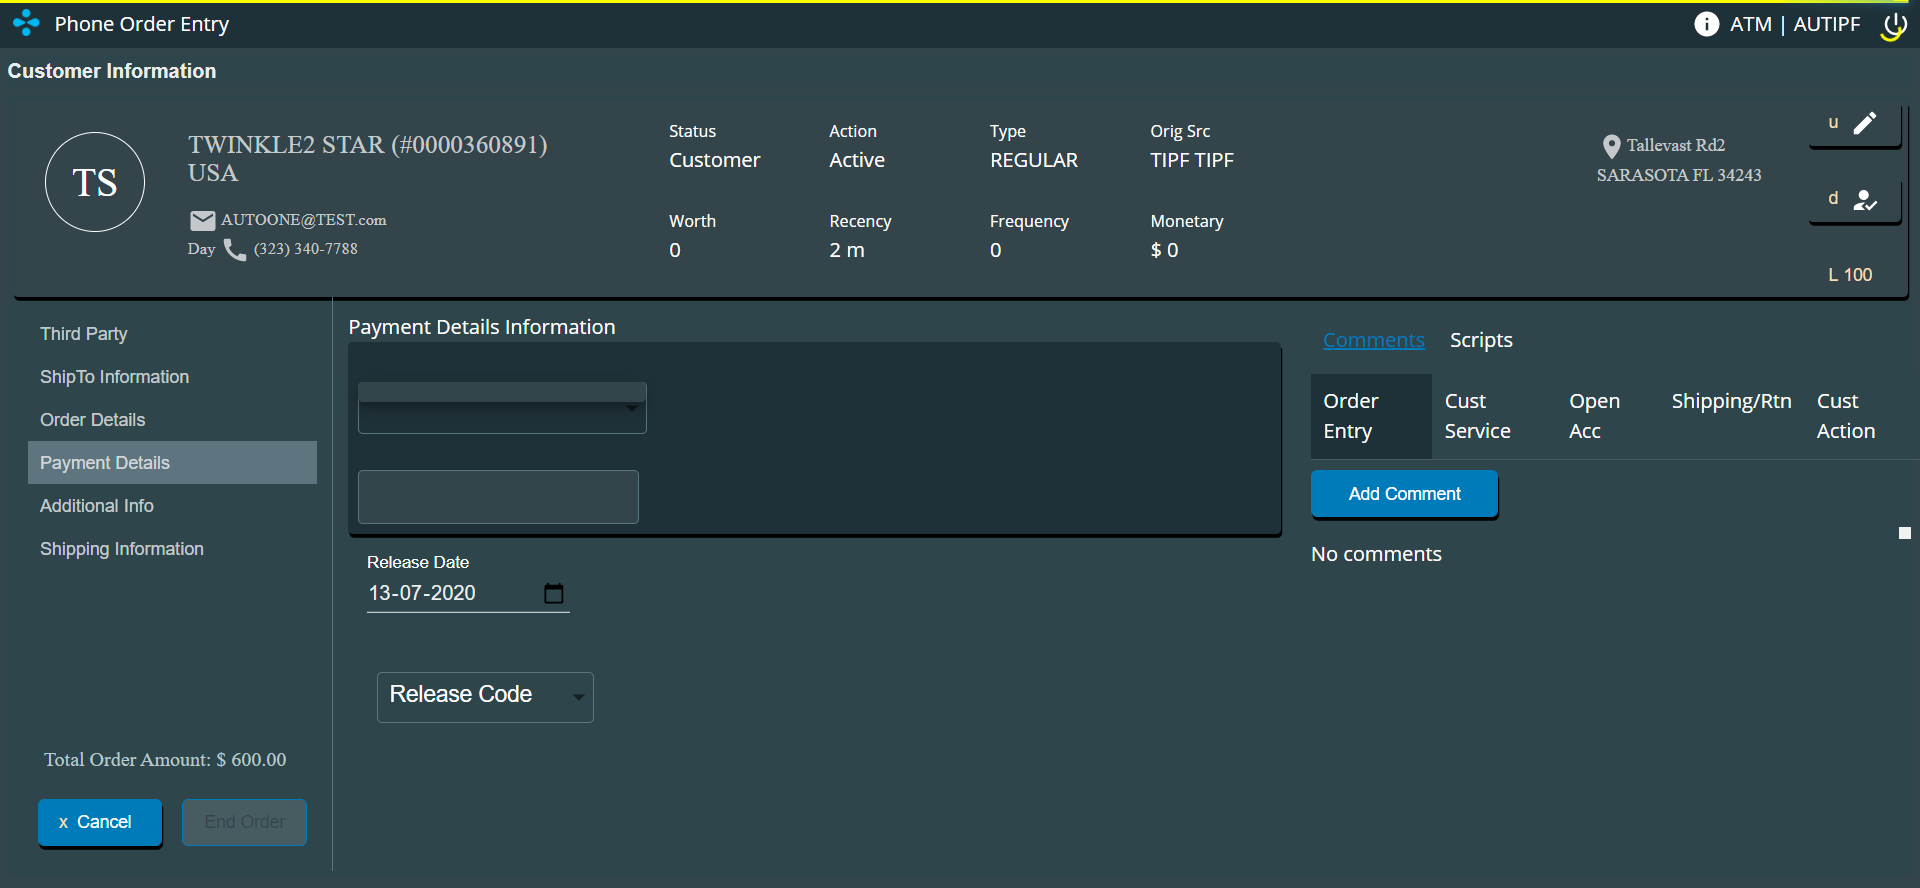 Phone Order Entry
ATM | AUTIPF
Customer Information
TS
TWINKLE2 STAR (#0000360891)
USA
AUTOONE@TEST.com
Day (323) 340-7788
Status
Customer
Action
Active
Type
REGULAR
Orig Src
TIPF TIPF
Worth
0
Recency
2 m
Frequency
0
Monetary
$ 0
Tallevast Rd2
SARASOTA FL 34243
u
d
L 100
Third Party
ShipTo Information
Order Details
Payment Details
Additional Info
Shipping Information
Total Order Amount: $ 600.00
x Cancel
End Order
Payment Details Information
Release Date
13-07-2020
Release Code
Comments
Scripts
Order
Entry
Cust
Service
Open
Acc
Shipping/Rtn
Cust
Action
Add Comment
No comments